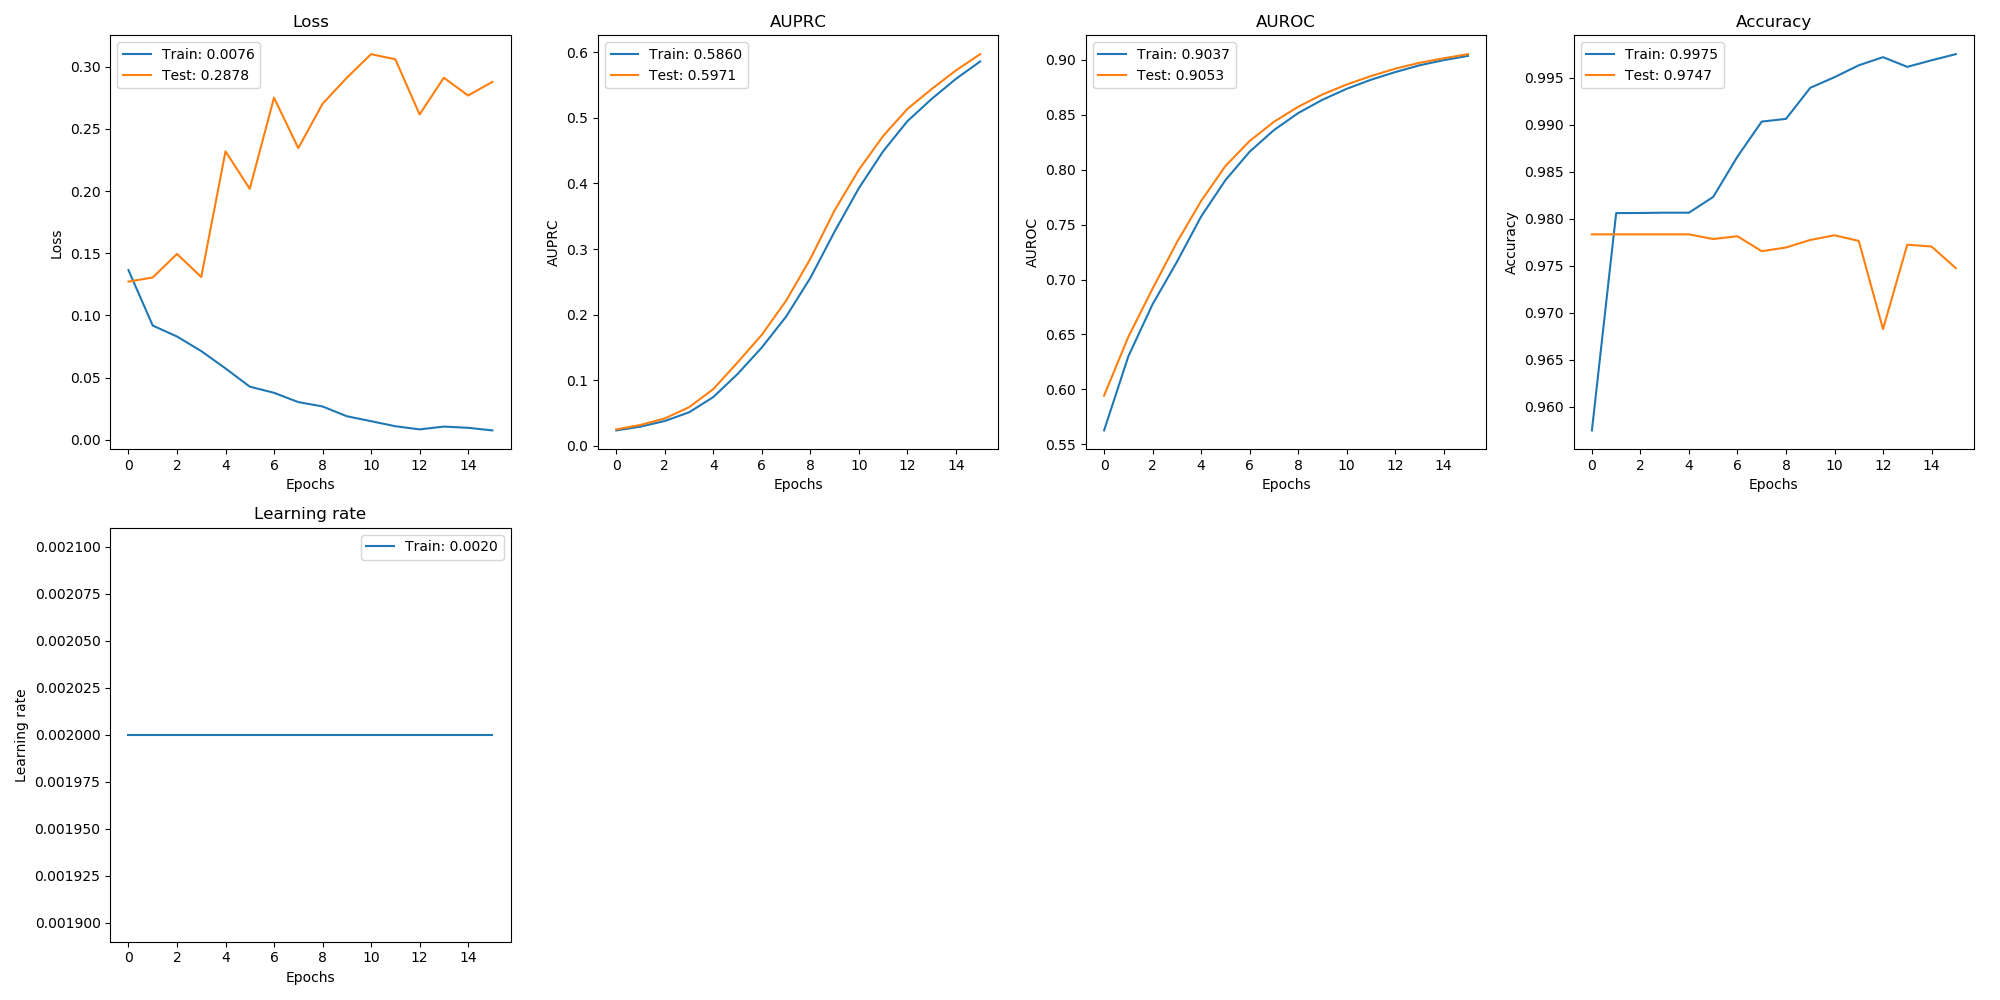 Loss
Train: 0.0076
Test: 0.2878
0.30
0.25
0.20
0.15
0.10
0.05
0.00
Loss
0 2 4 6 8 10 12 14
Epochs
AUPRC
Train: 0.5860
Test: 0.5971
0.6
0.5
0.4
0.3
0.2
0.1
0.0
AUPRC
0 2 4 6 8 10 12 14
Epochs
AUROC
Train: 0.9037
Test: 0.9053
0.90
0.85
0.80
0.75
0.70
0.65
0.60
0.55
AUROC
0 2 4 6 8 10 12 14
Epochs
Accuracy
Train: 0.9975
Test: 0.9747
0.995
0.990
0.985
0.980
0.975
0.970
0.965
0.960
Accuracy
0 2 4 6 8 10 12 14
Epochs
Learning rate
Train: 0.0020
0.002100
0.002075
0.002050
0.002025
0.002000
0.001975
0.001950
0.001925
0.001900
Learning rate
0 2 4 6 8 10 12 14
Epochs